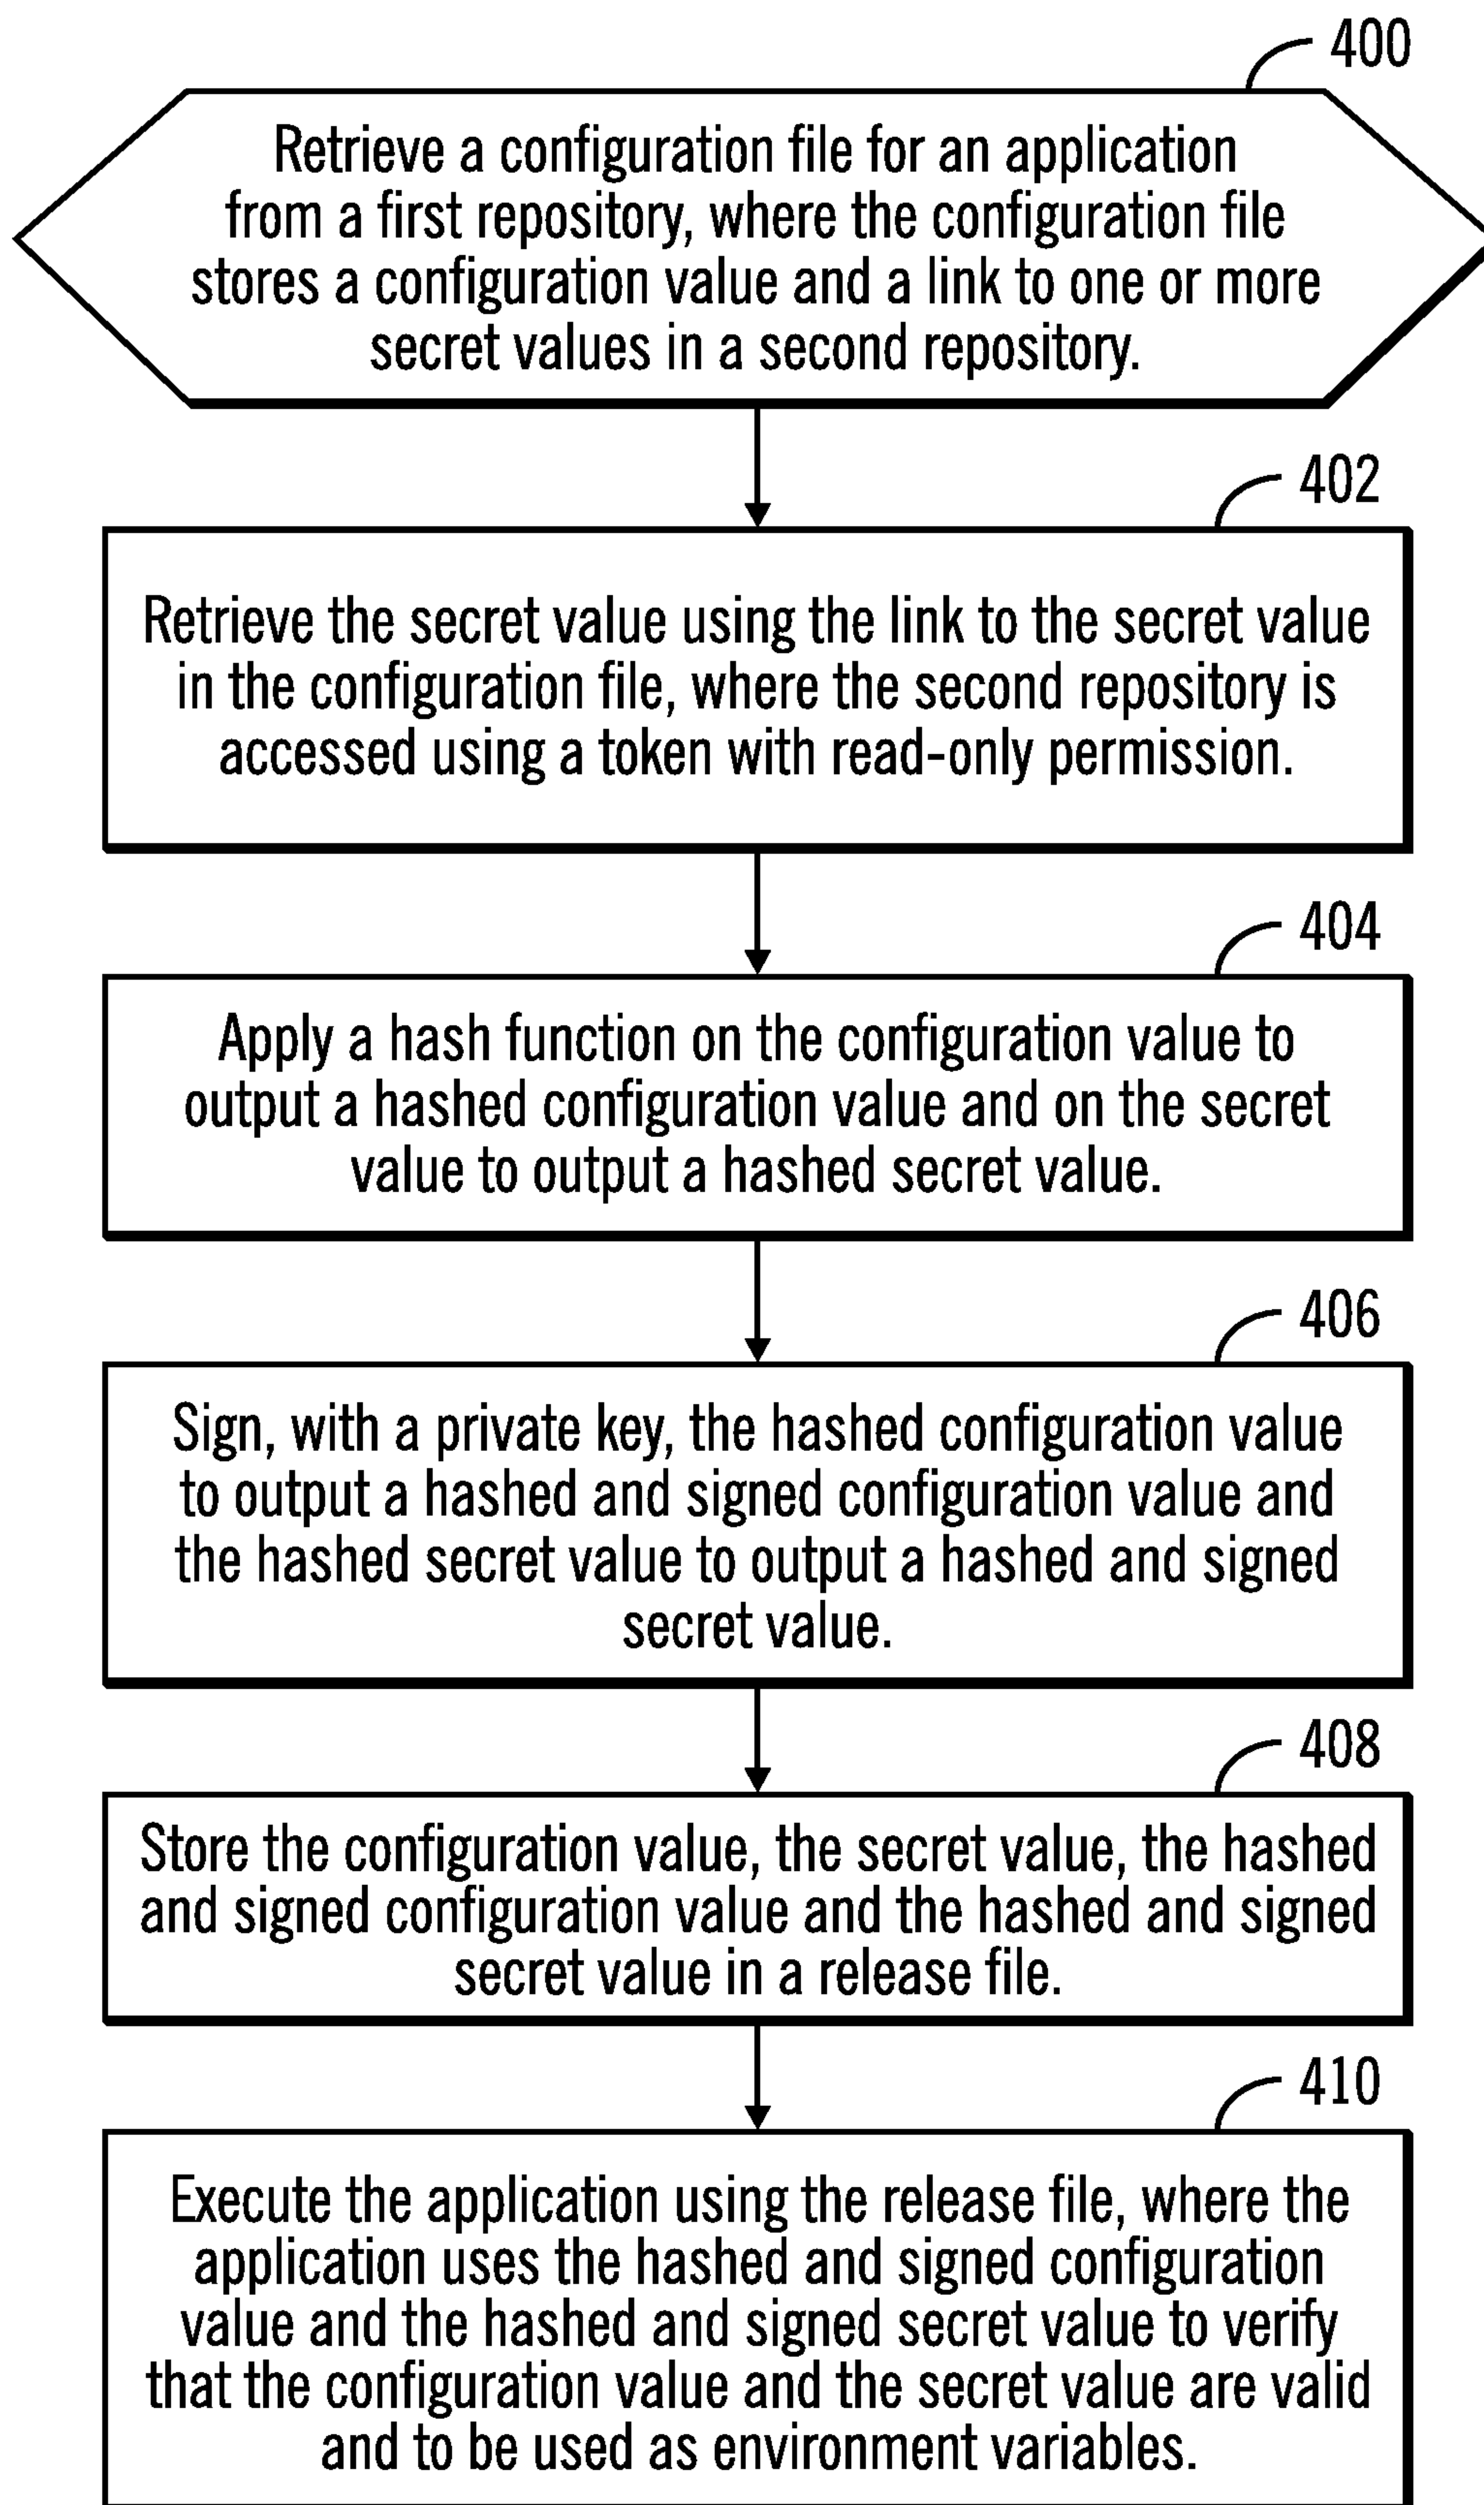 400
Retrieve a configuration file for an application
from a first repository, where the configuration file
stores a configuration value and a link to one or more
secret values in a second repository.
402
Retrieve the secret value using the link to the secret value
in the configuration file, where the second repository is
accessed using a token with read-only permission.
404
Apply a hash function on the configuration value to
output a hashed configuration value and on the secret
value to output a hashed secret value.
406
Sign, with a private key, the hashed configuration value
to output a hashed and signed configuration value and
the hashed secret value to output a hashed and signed
secret value.
408
Store the configuration value, the secret value, the hashed
and signed configuration value and the hashed and signed
secret value in a release file.
410
Execute the application using the release file, where the
application uses the hashed and signed configuration
value and the hashed and signed secret value to verify
that the configuration value and the secret value are valid
and to be used as environment variables.